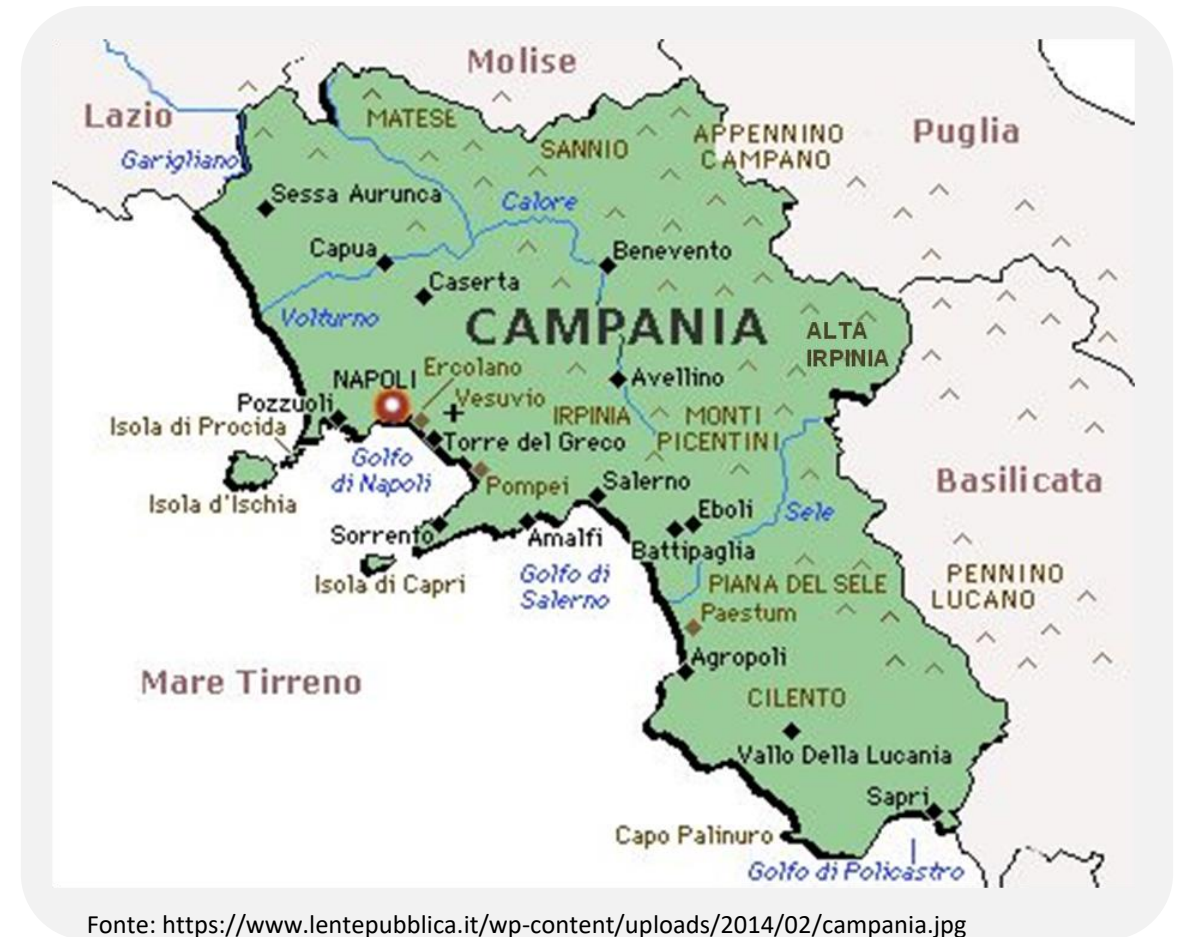 Molise
Lazio
MATESE
Puglia
APPENNINO
CAMPANO
SANNIO
Garigliano
Sessa Aurunca
Calore
Capua
Benevento
Caserta
Volturno
CAMPANIA
ALTA
IRPINIA
Ercolano
NAPOLI
Avellino
Vesuvio
Pozzuoli
IRPINIA
MONTI
PICENTINI
Isola di Procida
Torre del Greco
Golfo
di Napoli
Pompei
Salerno
Basilicata
Isola d'Ischia
Eboli
Sele
Sorrento
Amalfi
Battipaglia
Isola di Capri
Golfo di
Salerno
PIANA DEL SELE
PENNINO
LUCANO
Paestum
Agropoli
Mare Tirreno
CILENTO
Vallo Della Lucania
Sapri
Capo Palinuro
Golfo di Policastro
Fonte: https://www.lentepubblica.it/wp-content/uploads/2014/02/campania.jpg